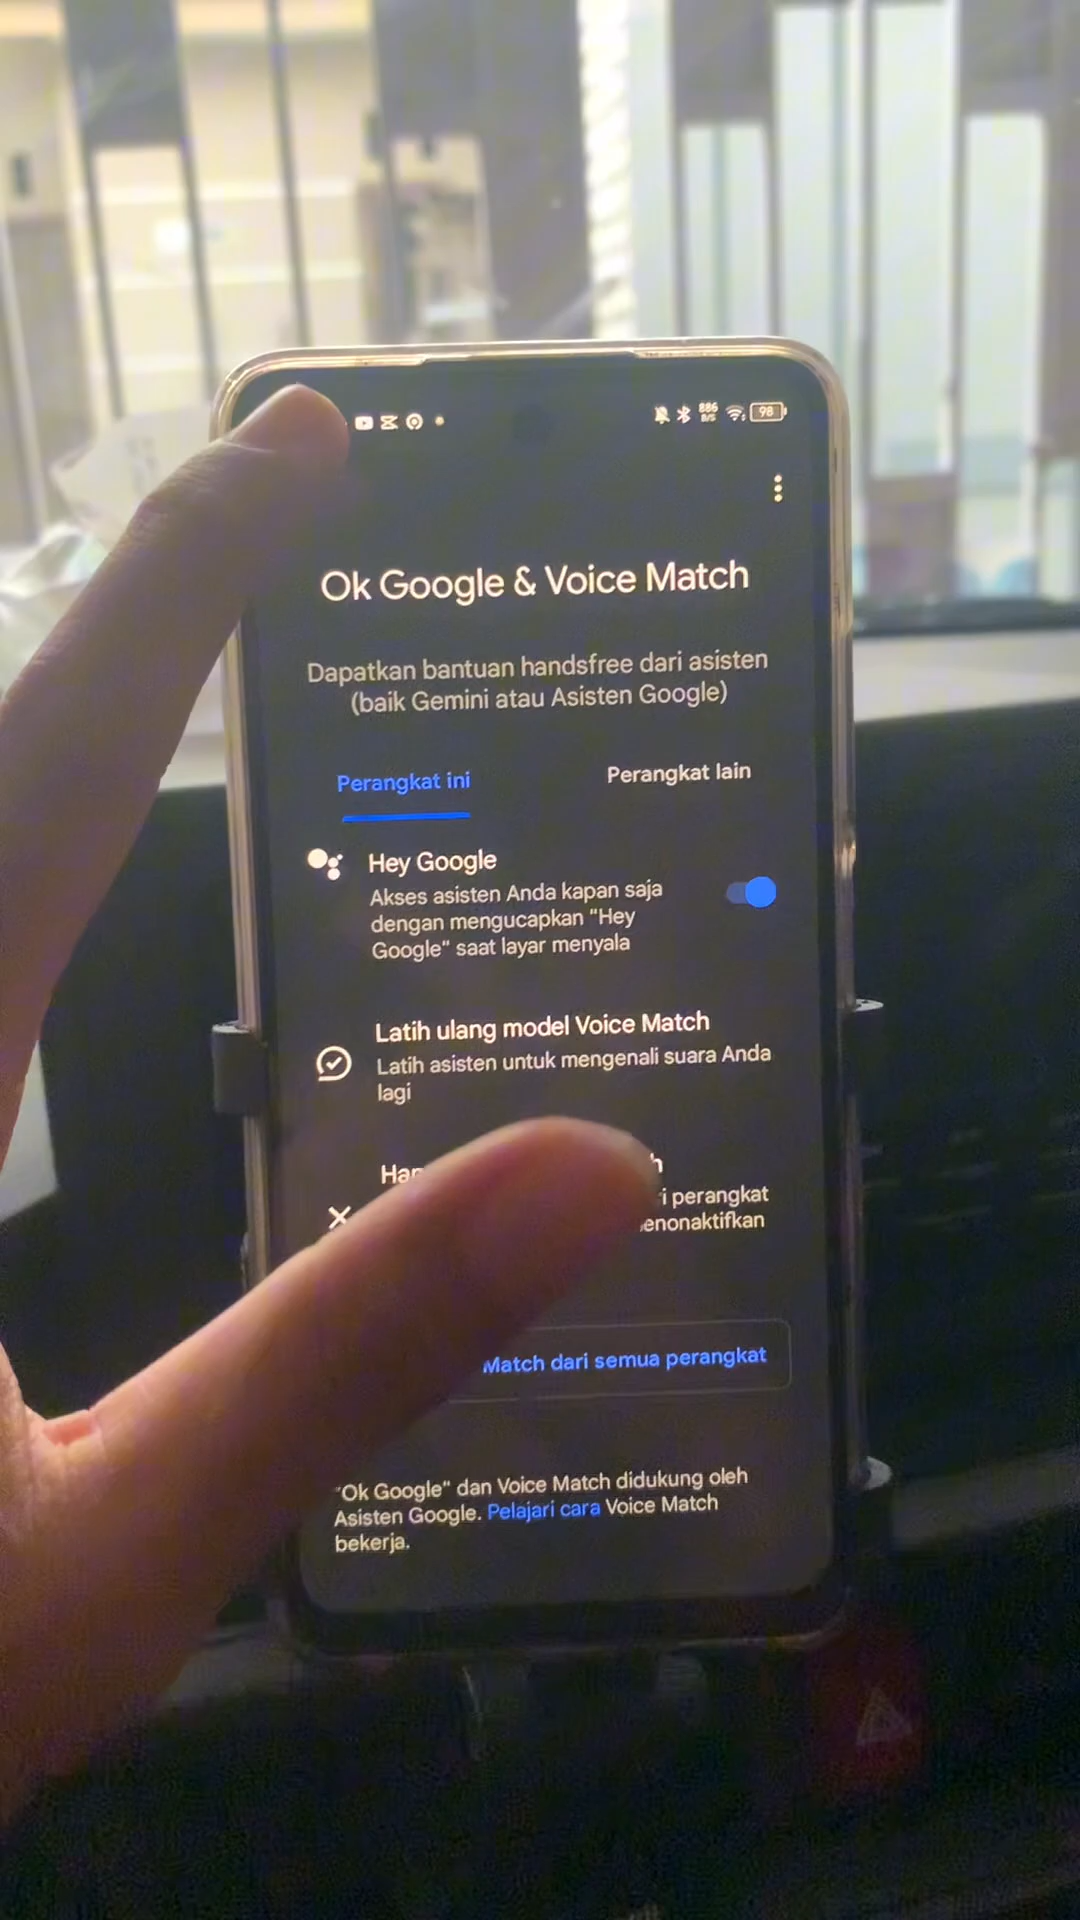 886
B/S
98
Ok Google & Voice Match
Dapatkan bantuan handsfree dari asisten
(baik Gemini atau Asisten Google)
Perangkat ini
Perangkat lain
Hey Google
Akses asisten Anda kapan saja
dengan mengucapkan "Hey
Google" saat layar menyala
Latih ulang model Voice Match
Latih asisten untuk mengenali suara Anda
lagi
perangkat
Match dari semua perangkat
"Ok Google" dan Voice Match didukung oleh
Asisten Google. Pelajari cara Voice Match
bekerja.